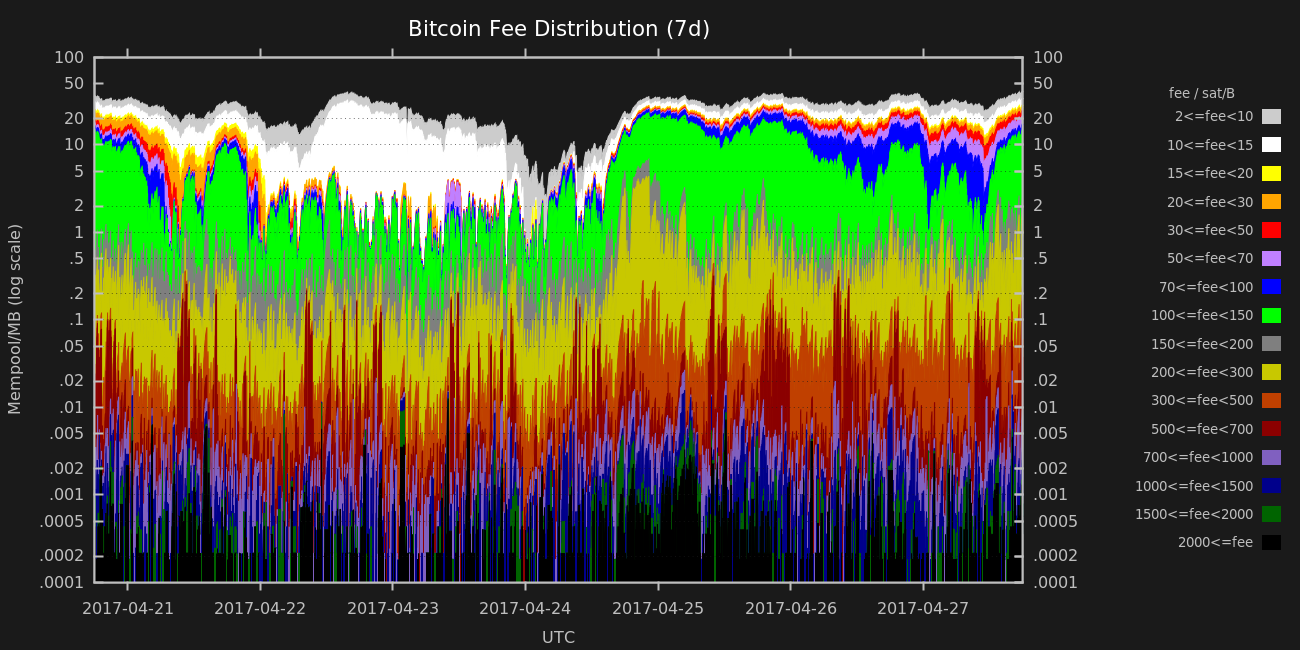 Bitcoin Fee Distribution (7d)
Mempool/MB (log scale)
100
50
20
10
5
2
1
.5
.2
.1
.05
.02
.01
.005
.002
.001
.0005
.0002
.0001
100
50
20
10
5
2
1
.5
.2
.1
.05
.02
.01
.005
.002
.001
.0005
.0002
.0001
2017-04-21 2017-04-22 2017-04-23 2017-04-24 2017-04-25 2017-04-26 2017-04-27
UTC
fee / sat/B
2<=fee<10
10<=fee<15
15<=fee<20
20<=fee<30
30<=fee<50
50<=fee<70
70<=fee<100
100<=fee<150
150<=fee<200
200<=fee<300
300<=fee<500
500<=fee<700
700<=fee<1000
1000<=fee<1500
1500<=fee<2000
2000<=fee